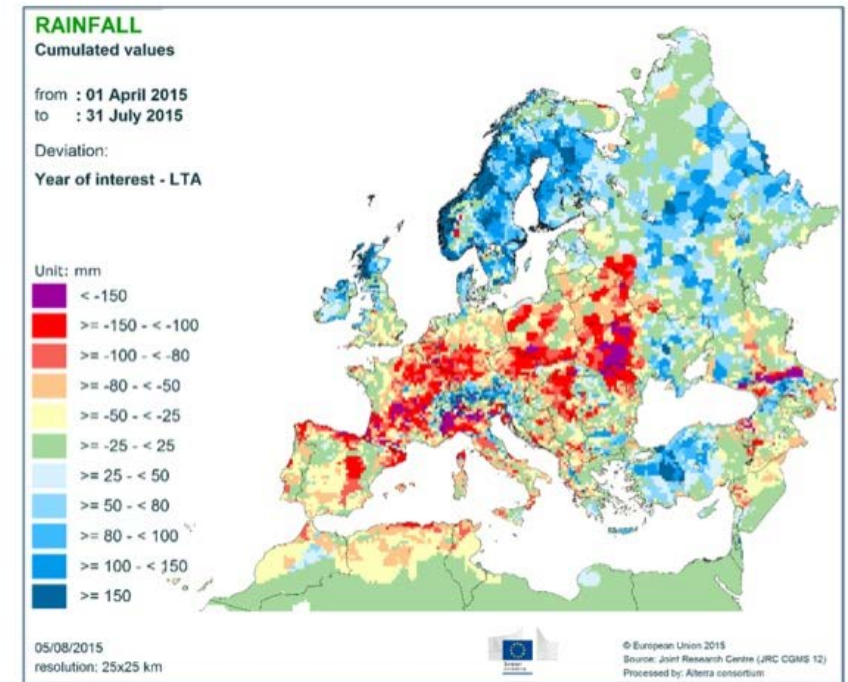 RAINFALL
Cumulated values
from : 01 April 2015
to : 31 July 2015
Deviation:
Year of interest - LTA
Unit: mm
< -150
>= -150 - < -100
>= -100 - < -80
>= -80 - < -50
>= -50 - < -25
>= -25 - < 25
>= 25 - < 50
>= 50 - < 80
>= 80 - < 100
>= 100 - < 150
>= 150
05/08/2015
resolution: 25x25 km
© European Union 2015
Source: Joint Research Centre (JRC CGMS 12)
Processed by: Alterra consortium